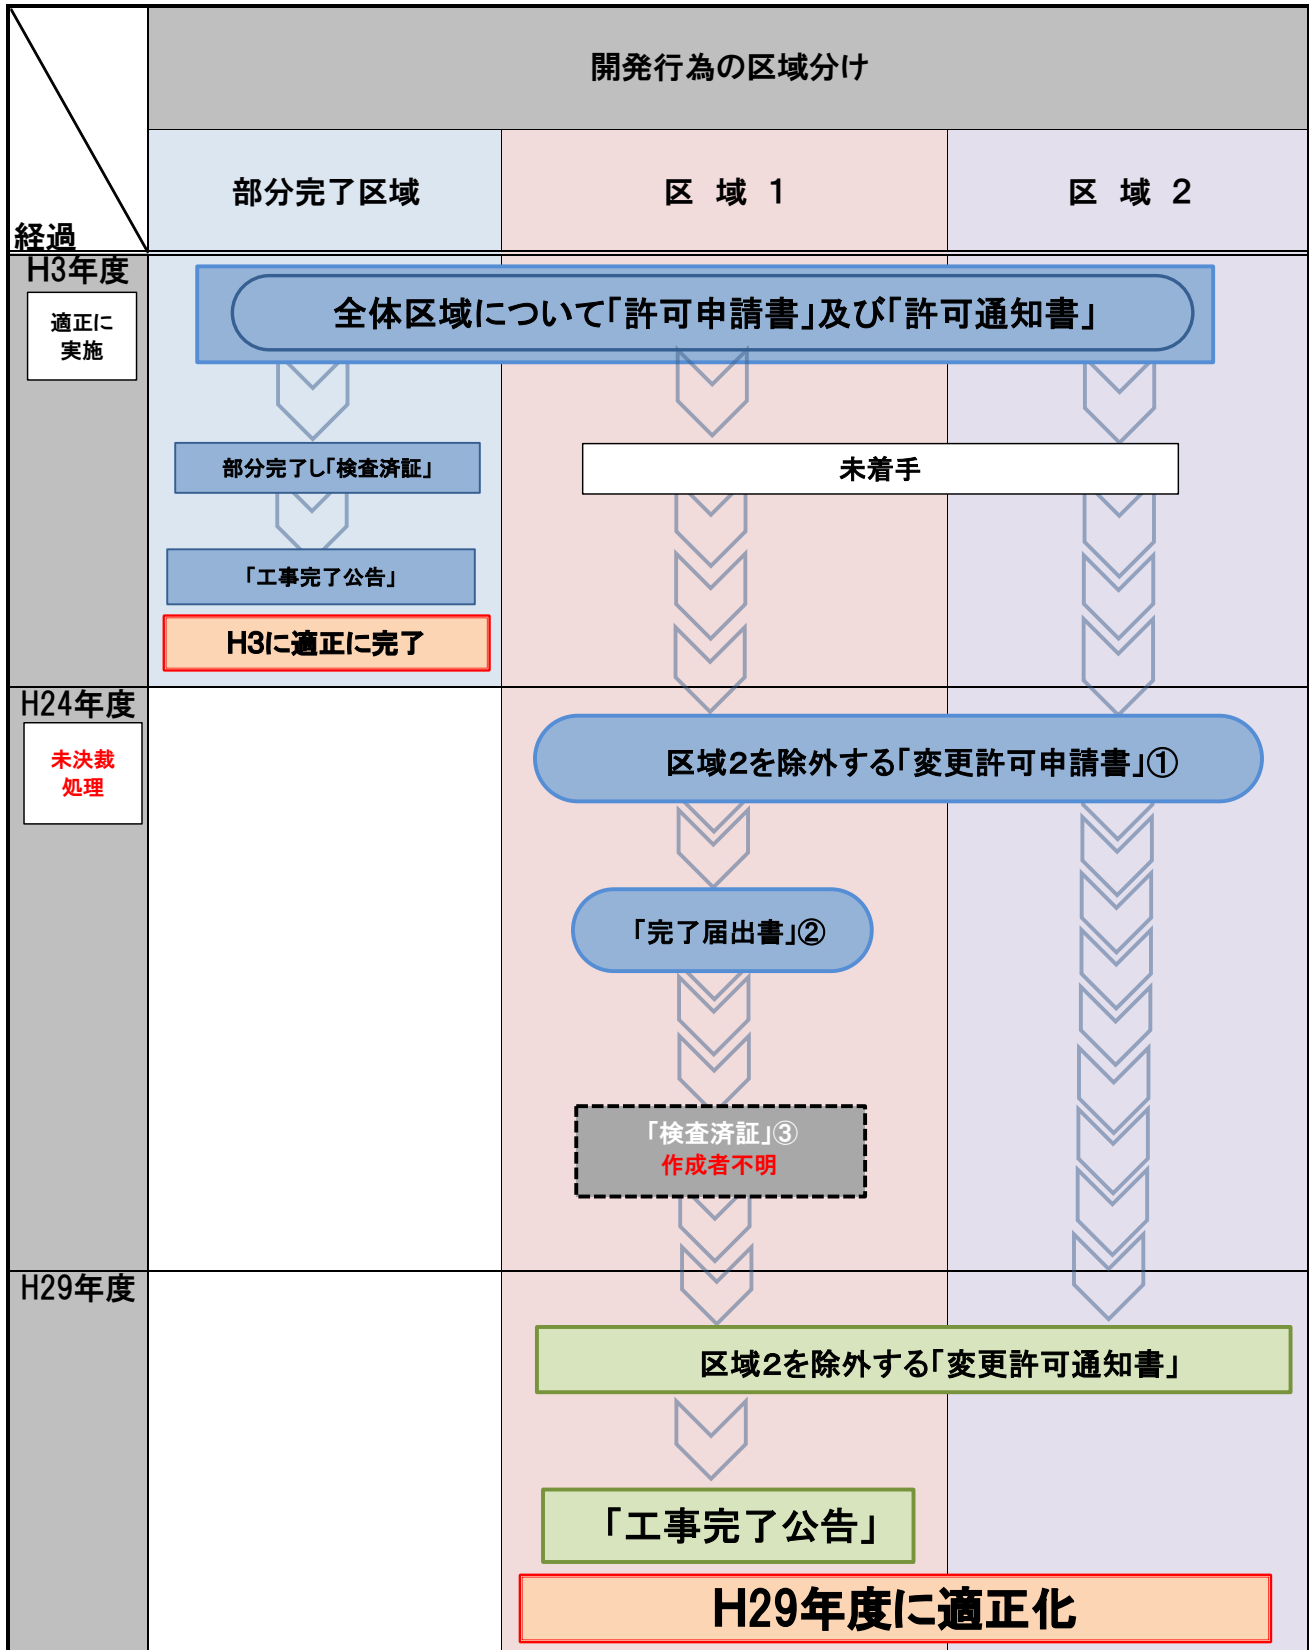 開発行為の区域分け
経過
部分完了区域
区 域 1
区 域 2
H3年度
適正に
実施
全体区域について「許可申請書」及び「許可通知書」
部分完了し「検査済証」
未着手
「工事完了公告」
H3に適正に完了
H24年度
未決裁
処理
区域2を除外する「変更許可申請書」①
「完了届出書」②
「検査済証」③
作成者不明
H29年度
区域2を除外する「変更許可通知書」
「工事完了公告」
H29年度に適正化